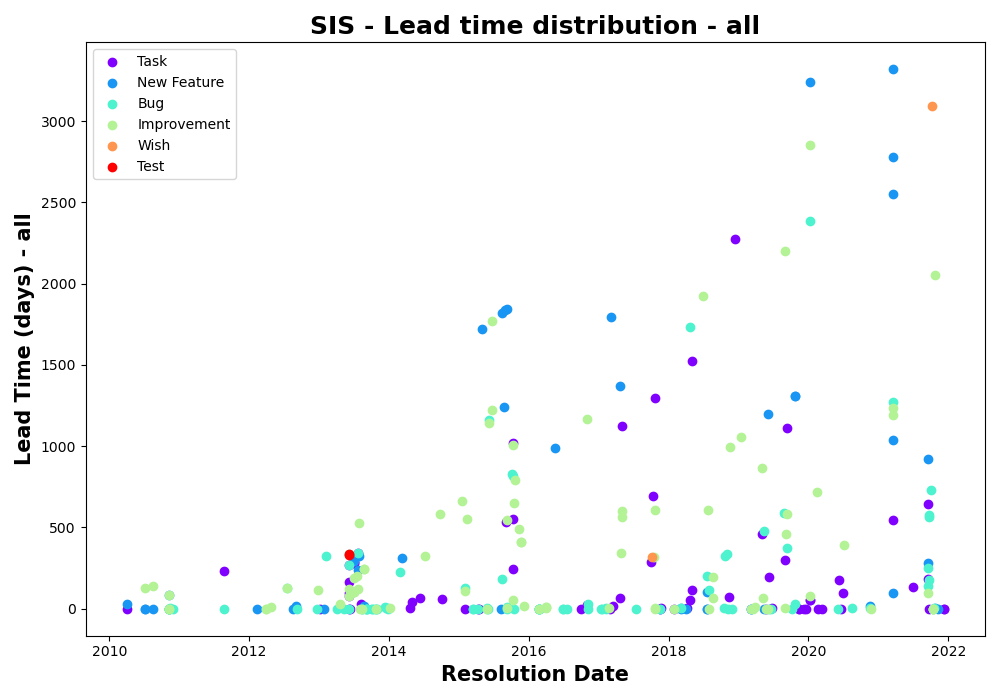 SIS - Lead time distribution - all
Task
New Feature
Bug
Improvement
Wish
Test
Lead Time (days) - all
3000
2500
2000
1500
1000
500
0
2010 2012 2014 2016 2018 2020 2022
Resolution Date